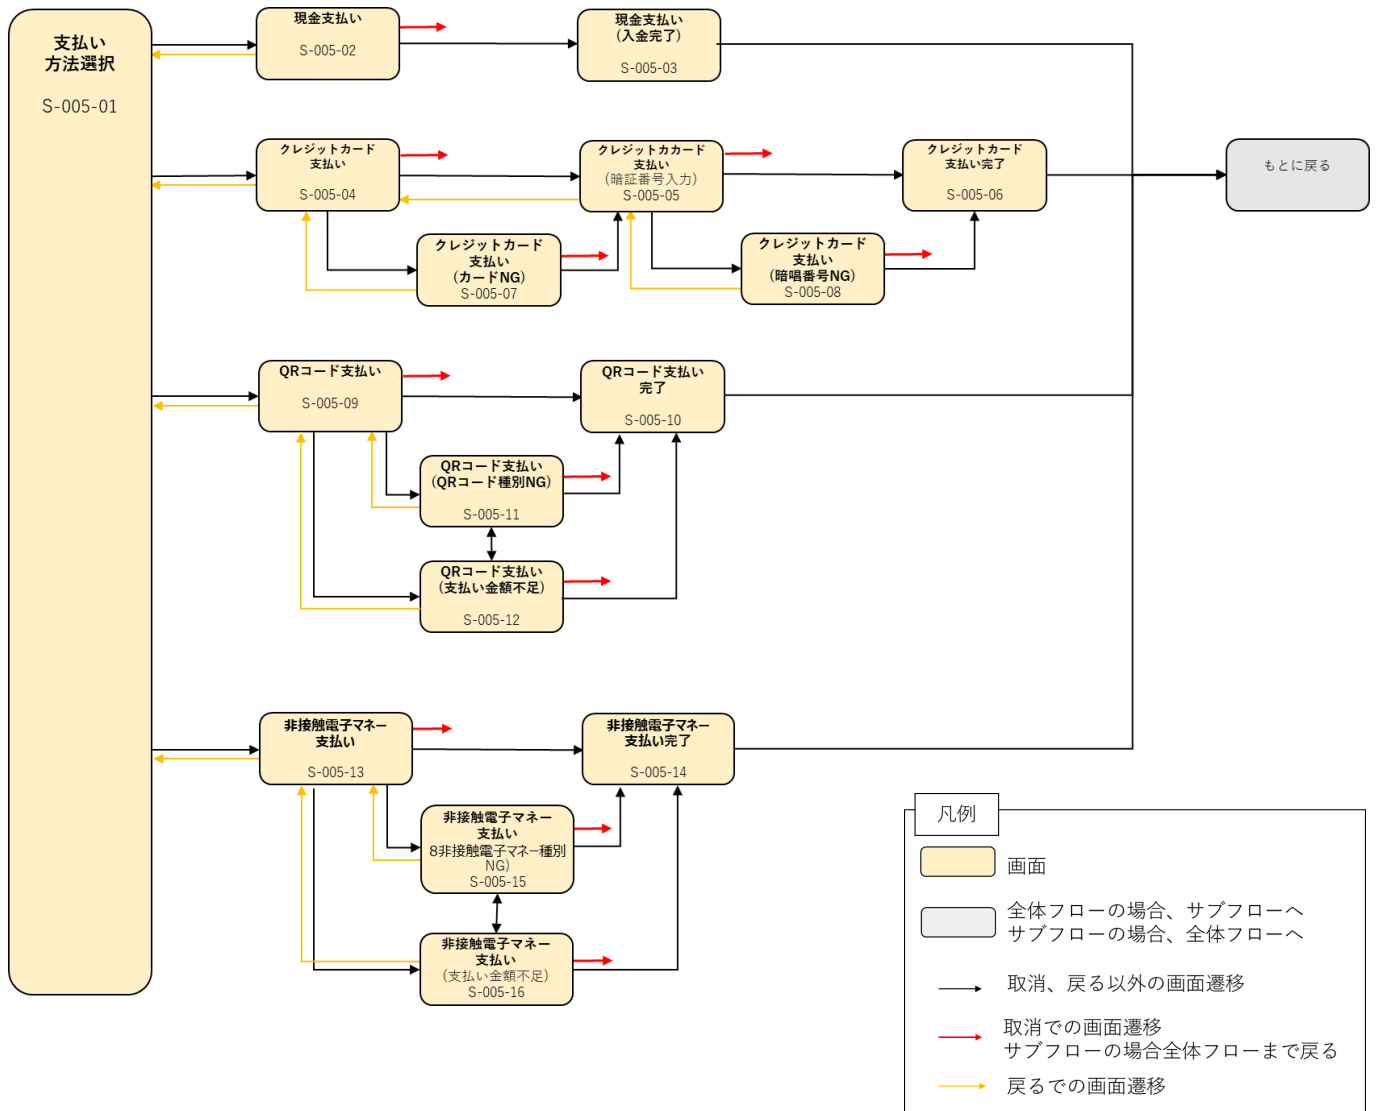 支払い
方法選択
S-005-01
現金支払い
S-005-02
現金支払い
（入金完了）
S-005-03
クレジットカード
支払い
S-005-04
クレジットカカード
支払い
（暗証番号入力）
S-005-05
クレジットカード
支払い完了
S-005-06
もとに戻る
クレジットカード
支払い
（カードNG）
S-005-07
クレジットカード
支払い
（暗唱番号NG）
S-005-08
QRコード支払い
S-005-09
QRコード支払い
完了
S-005-10
QRコード支払い
（QRコード種別NG）
S-005-11
QRコード支払い
（支払い金額不足）
S-005-12
非接触電子マネー
支払い
S-005-13
非接触電子マネー
支払い完了
S-005-14
非接触電子マネー
支払い
8非接触電子マネー種別
NG)
S-005-15
非接触電子マネー
支払い
（支払い金額不足）
S-005-16
凡例
画面
全体フローの場合、サブフローへ
サブフローの場合、全体フローへ
取消、戻る以外の画面遷移
取消での画面遷移
サブフローの場合全体フローまで戻る
戻るでの画面遷移